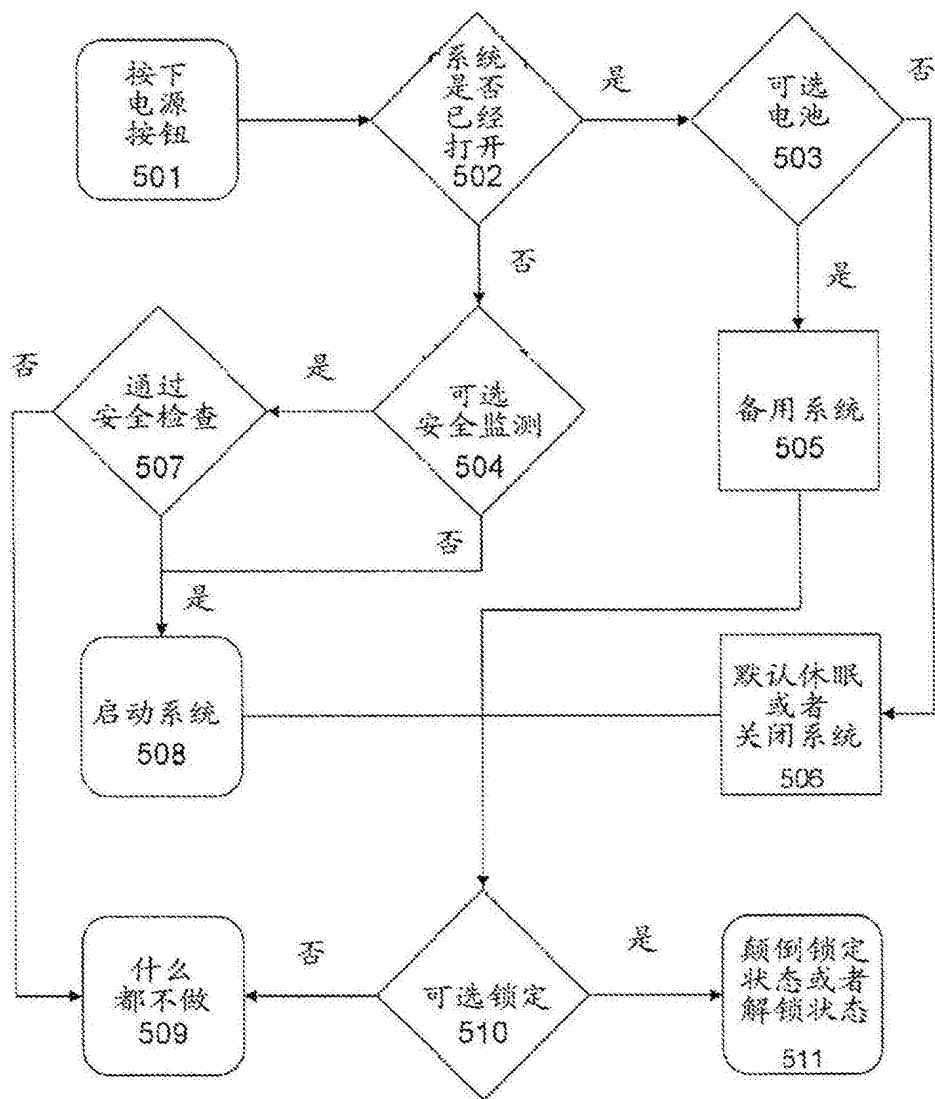 按下
电源
按钮
501
系统
是否
已经
打开
502
是
可选
电池
503
否
否
是
否
通过
安全检查
507
是
可选
安全监测
504
备用系统
505
否
是
启动系统
508
默认休眠
或者
关闭系统
506
什么
都不做
509
否
可选锁定
510
是
颠倒锁定
状态或者
解锁状态
511